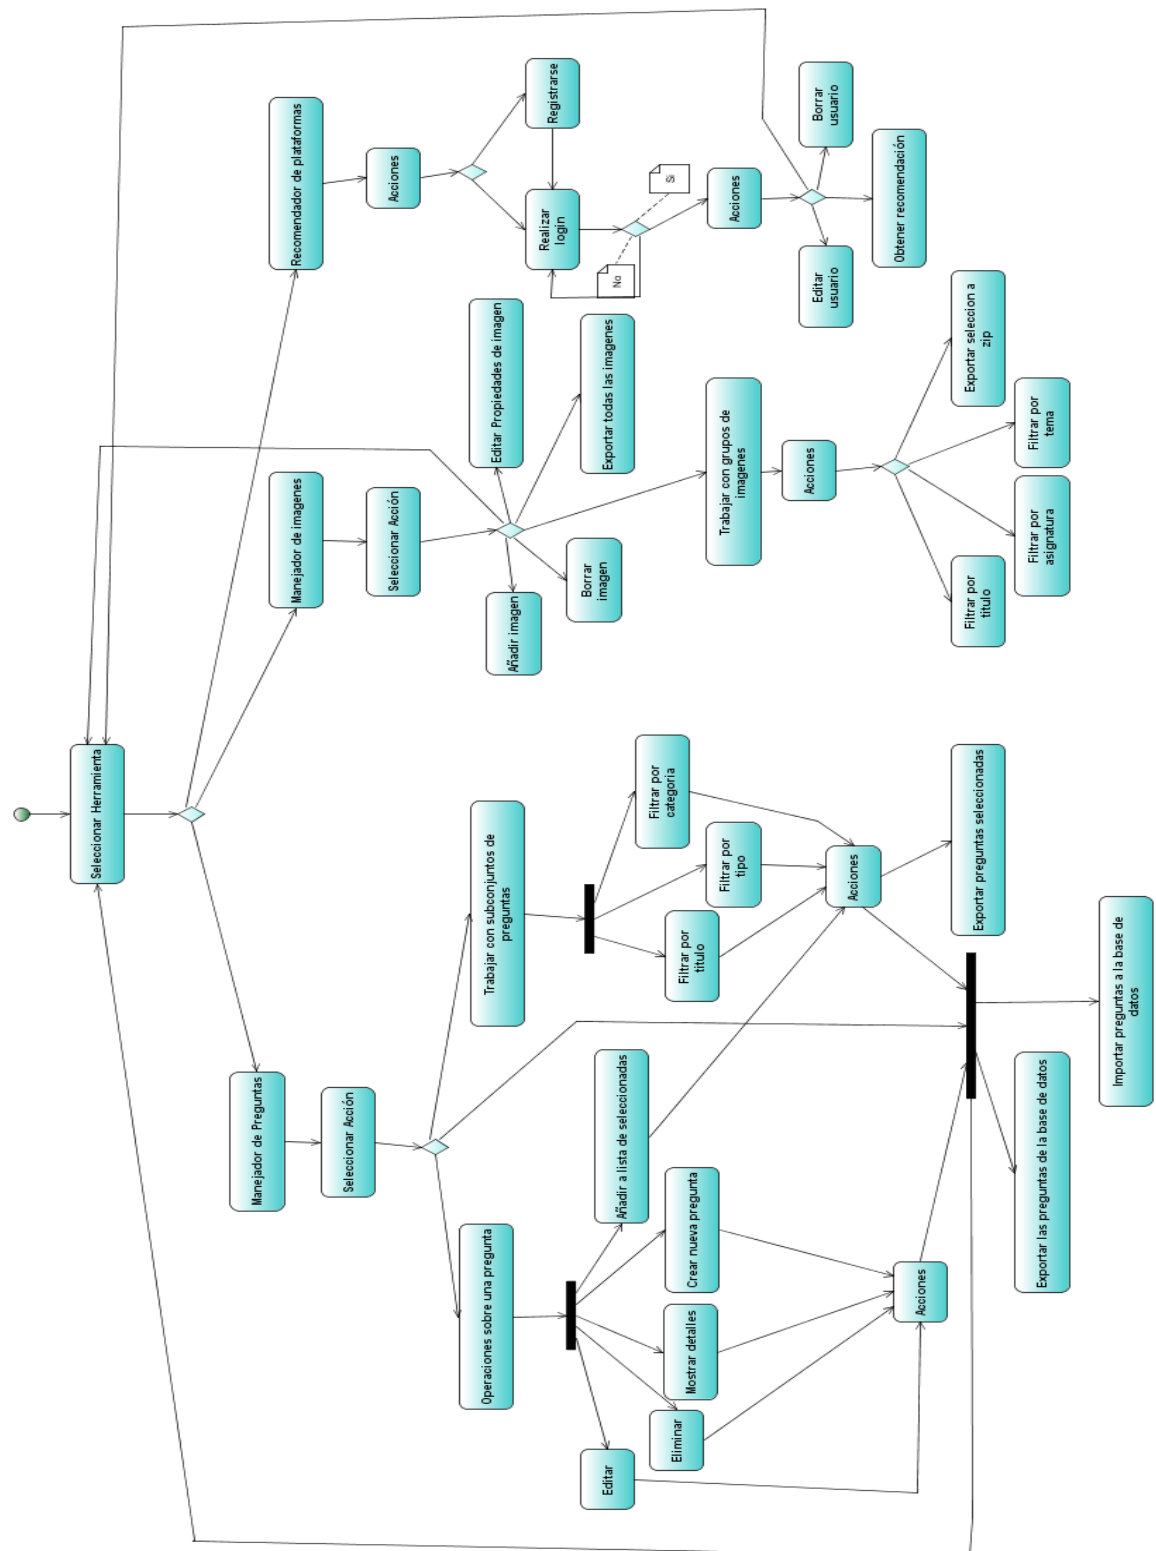 Seleccionar Herramienta
Manejador de Preguntas
Seleccionar Acción
Operaciones sobre una pregunta
Editar
Eliminar
Mostrar detalles
Crear nueva pregunta
Añadir a lista de seleccionadas
Acciones
Trabajar con subconjuntos de
preguntas
Filtrar por
titulo
Filtrar por
tipo
Filtrar por
categoria
Acciones
Exportar preguntas seleccionadas
Exportar las preguntas de la base de datos
Importar preguntas a la base de
datos
Manejador de imagenes
Seleccionar Acción
Añadir imagen
Borrar
imagen
Editar Propiedades de imagen
Exportar todas las imagenes
Trabajar con grupos de
imagenes
Acciones
Filtrar por
titulo
Filtrar por
asignatura
Filtrar por
tema
Exportar seleccion a
zip
Recomendador de plataformas
Acciones
Registrarse
Realizar
login
No
Si
Acciones
Editar
usuario
Obtener recomendación
Borrar
usuario